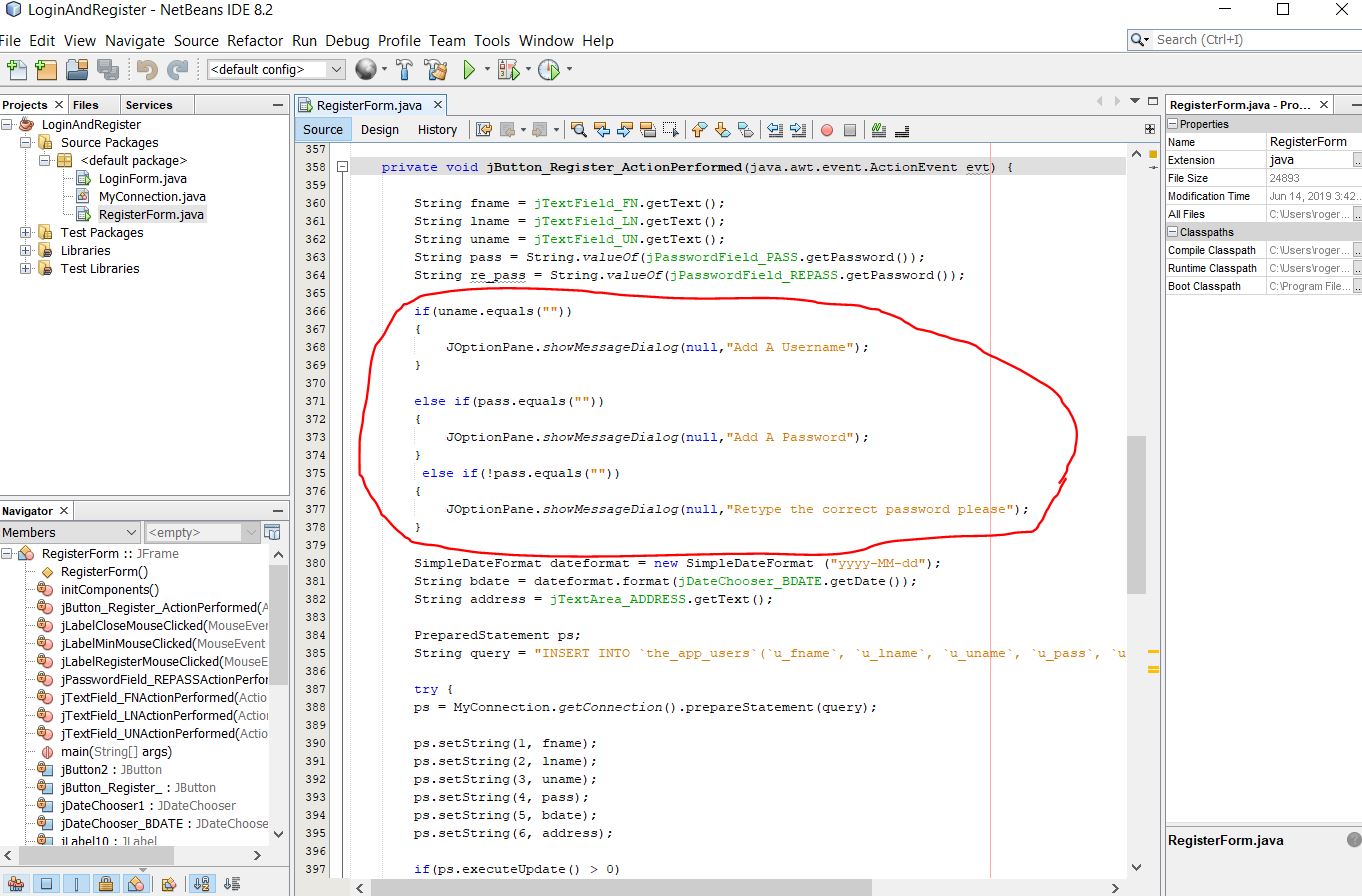 LoginAndRegister - NetBeans IDE 8.2
File Edit View Navigate Source Refactor Run Debug Profile Team Tools Window Help
Search (Ctrl+I)
<default config>
Projects
Files
Services
LoginAndRegister
Source Packages
<default package>
LoginForm.java
MyConnection.java
RegisterForm.java
Test Packages
Libraries
Test Libraries
Navigator
Members
<empty>
RegisterForm :: JFrame
RegisterForm()
initComponents()
jButton_Register_ActionPerformed(A
jLabelCloseMouseClicked(MouseEver
jLabelMinMouseClicked(MouseEvent
jLabelRegisterMouseClicked(MouseE
jPasswordField_REPASSActionPerfor
jTextField_FNActionPerformed(Actio
jTextField_LNActionPerformed(Action
jTextField_UNActionPerformed(Actio
main(String[] args)
jButton2 : JButton
jButton_Register_ : JButton
jDateChooser1 : JDateChooser
jDateChooser_BDATE : JDateChoose
jLabel10 : JLabel
RegisterForm.java
Source Design History
357
358 private void jButton_Register_ActionPerformed(java.awt.event.ActionEvent evt) {
359
360 String fname = jTextField_FN.getText();
361 String lname = jTextField_LN.getText();
362 String uname = jTextField_UN.getText();
363 String pass = String.valueOf(jPasswordField_PASS.getPassword());
364 String re_pass = String.valueOf(jPasswordField_REPASS.getPassword());
365
366 if(uname.equals(""))
367 {
368 JOptionPane.showMessageDialog(null,"Add A Username");
369 }
370
371 else if(pass.equals(""))
372 {
373 JOptionPane.showMessageDialog(null,"Add A Password");
374 }
375 else if(!pass.equals(""))
376 {
377 JOptionPane.showMessageDialog(null,"Retype the correct password please");
378 }
379
380 SimpleDateFormat dateformat = new SimpleDateFormat ("yyyy-MM-dd");
381 String bdate = dateformat.format(jDateChooser_BDATE.getDate());
382 String address = jTextArea_ADDRESS.getText();
383
384 PreparedStatement ps;
385 String query = "INSERT INTO `the_app_users`(`u_fname`, `u_lname`, `u_uname`, `u_pass`, `u
386
387 try {
388 ps = MyConnection.getConnection().prepareStatement(query);
389
390 ps.setString(1, fname);
391 ps.setString(2, lname);
392 ps.setString(3, uname);
393 ps.setString(4, pass);
394 ps.setString(5, bdate);
395 ps.setString(6, address);
396
397 if(ps.executeUpdate() > 0)
RegisterForm.java - Pro...
Properties
Name RegisterForm
Extension java
File Size 24893
Modification Time Jun 14, 2019 3:42...
All Files C:\Users\roger...
Classpaths
Compile Classpath C:\Users\roger...
Runtime Classpath C:\Users\roger...
Boot Classpath C:\Program File...
RegisterForm.java